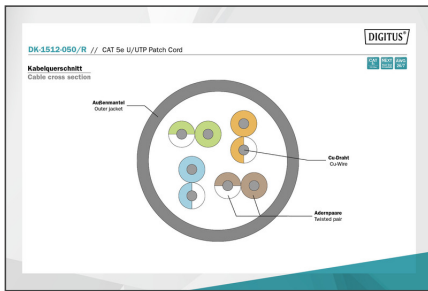 DIGITUS®
DK-1512-050/R // CAT 5e U/UTP Patch Cord
Kabelquerschnitt
Cable cross section
Außenmantel
Outer jacket
Cu-Draht
Cu-Wire
Adernpaare
Twisted pair